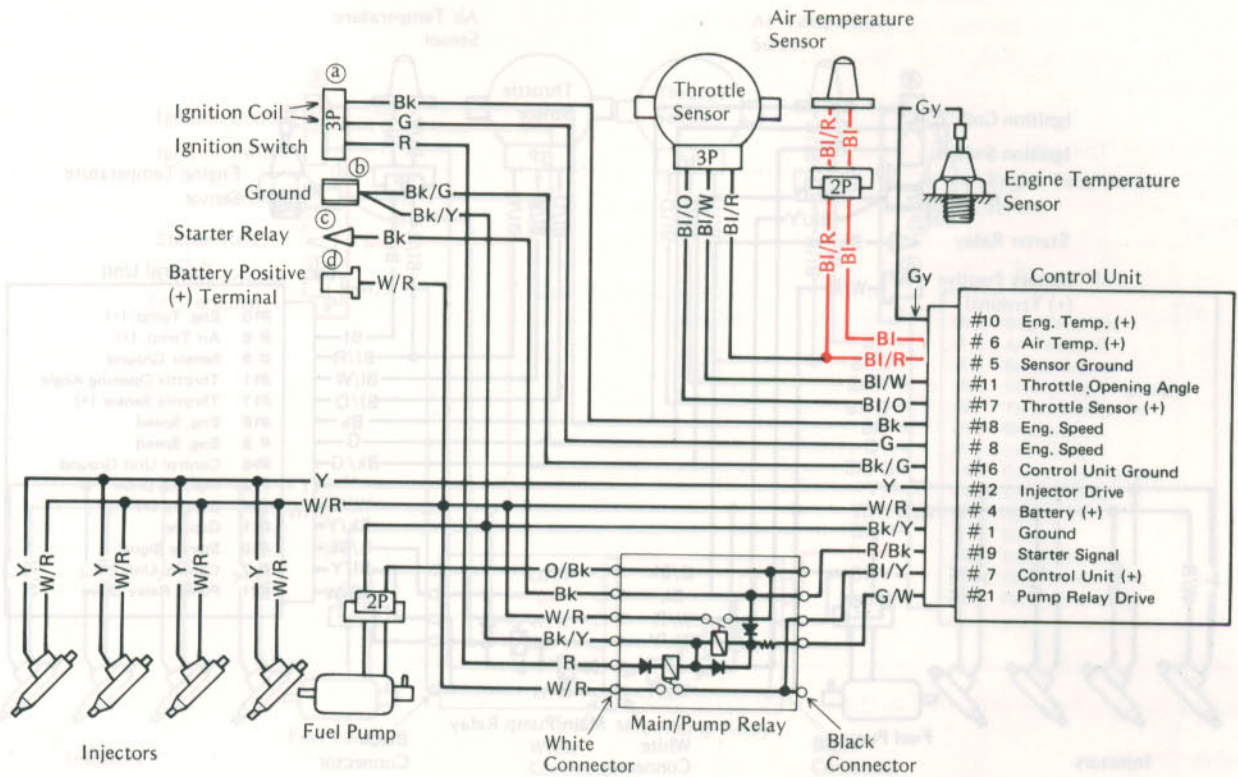 Air Temperature
Sensor
ⓐ
Ignition Coil
Ignition Switch
3P
Bk
G
R
ⓑ
Ground
Bk/G
Bk/Y
ⓒ
Starter Relay
Bk
ⓓ
Battery Positive
(+) Terminal
W/R
Throttle
Sensor
3P
Bl/O
Bl/W
Bl/R
Bl/R
Bl
2P
Bl/R
Bl
Gy
Engine Temperature
Sensor
Gy
Control Unit
#10 Eng. Temp. (+)
Bl # 6 Air Temp. (+)
Bl/R # 5 Sensor Ground
Bl/W #11 Throttle Opening Angle
Bl/O #17 Throttle Sensor (+)
Bk #18 Eng. Speed
G # 8 Eng. Speed
Bk/G #16 Control Unit Ground
Y Y #12 Injector Drive
W/R W/R # 4 Battery (+)
Bk/Y # 1 Ground
R/Bk #19 Starter Signal
Bl/Y # 7 Control Unit (+)
G/W #21 Pump Relay Drive
Y W/R Y W/R Y W/R Y W/R
Injectors
2P
Fuel Pump
O/Bk
Bk
W/R
Bk/Y
R
W/R
Main/Pump Relay
White
Connector
Black
Connector